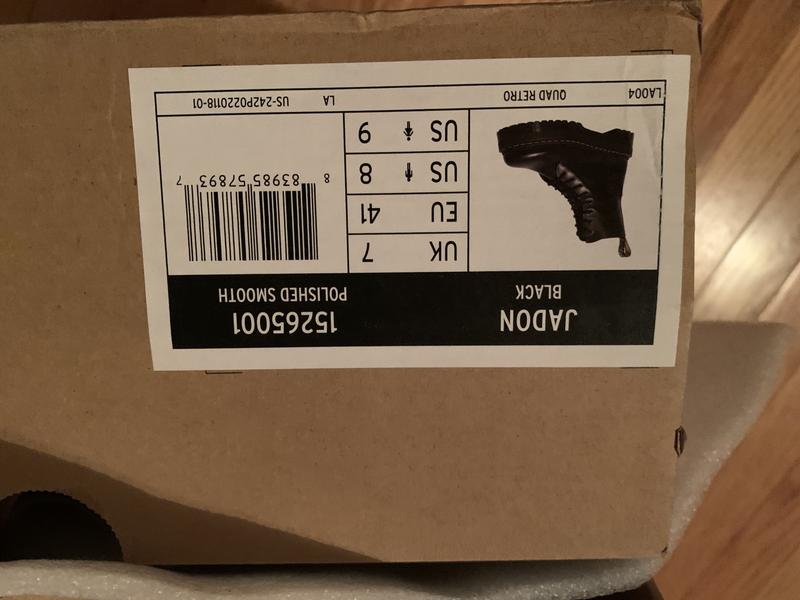 JADON
BLACK
15265001
POLISHED SMOOTH
UK 7
EU 41
US 8
US 9
8 83985 57893 7
LA004
QUAD RETRO
LA
US-242P0220118-01